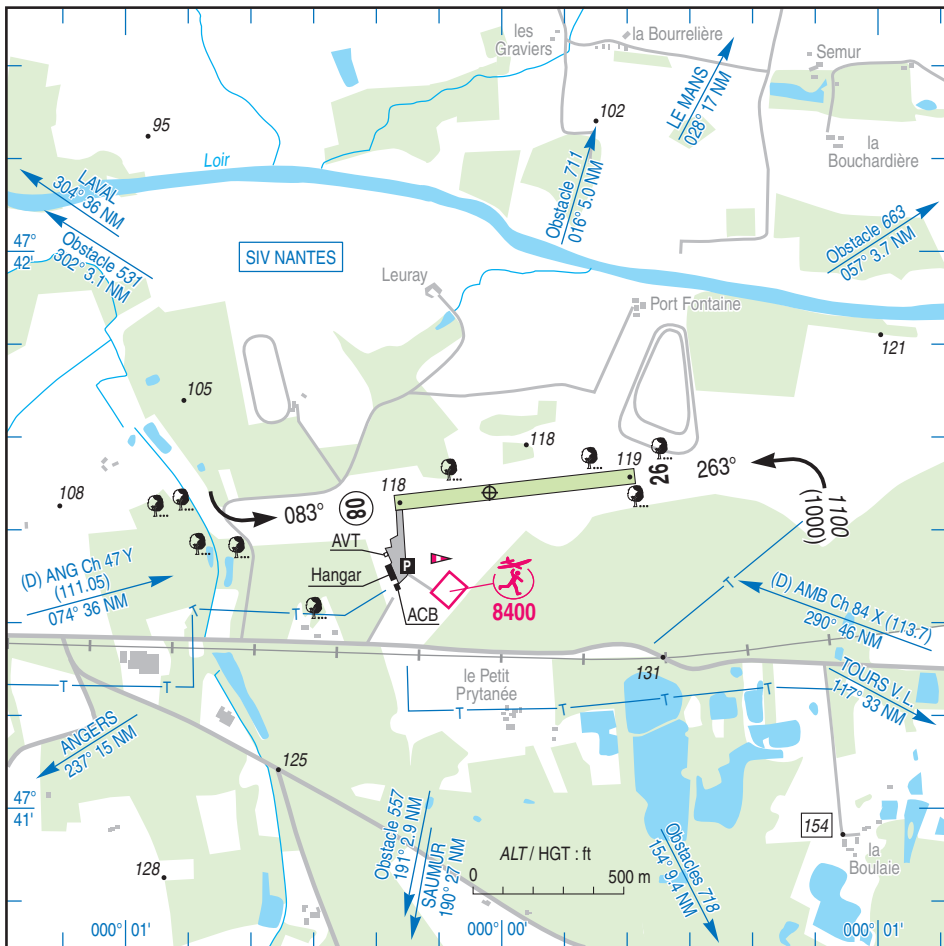 les
Graviers
la Bourrelière
Semur
LE MANS
028° 17 NM
95
102
la
Bouchardière
Loir
LAVAL
304° 36 NM
Obstacle 711
016° 5.0 NM
Obstacle 531
302° 3.1 NM
Obstacle 663
057° 3.7 NM
47°
42'
SIV NANTES
47°
42'
Leuray
Port Fontaine
121
105
118
119
26
263°
118
108
083°
08
1100
(1000)
AVT
Hangar
P
ACB
8400
(D) ANG Ch 47 Y
(111.05)
074° 36 NM
T
T
T
(D) AMB Ch 84 X (113.7)
290° 46 NM
T
T
131
le Petit
Prytanée
T
T
T
T
TOURS V. L.
117° 33 NM
ANGERS
237° 15 NM
125
47°
41'
Obstacle 557
191° 2.9 NM
SAUMUR
190° 27 NM
ALT / HGT : ft
0
500 m
Obstacles 718
154° 9.4 NM
154
la
Boulaie
128
000° 01'
000° 00'
000° 01'